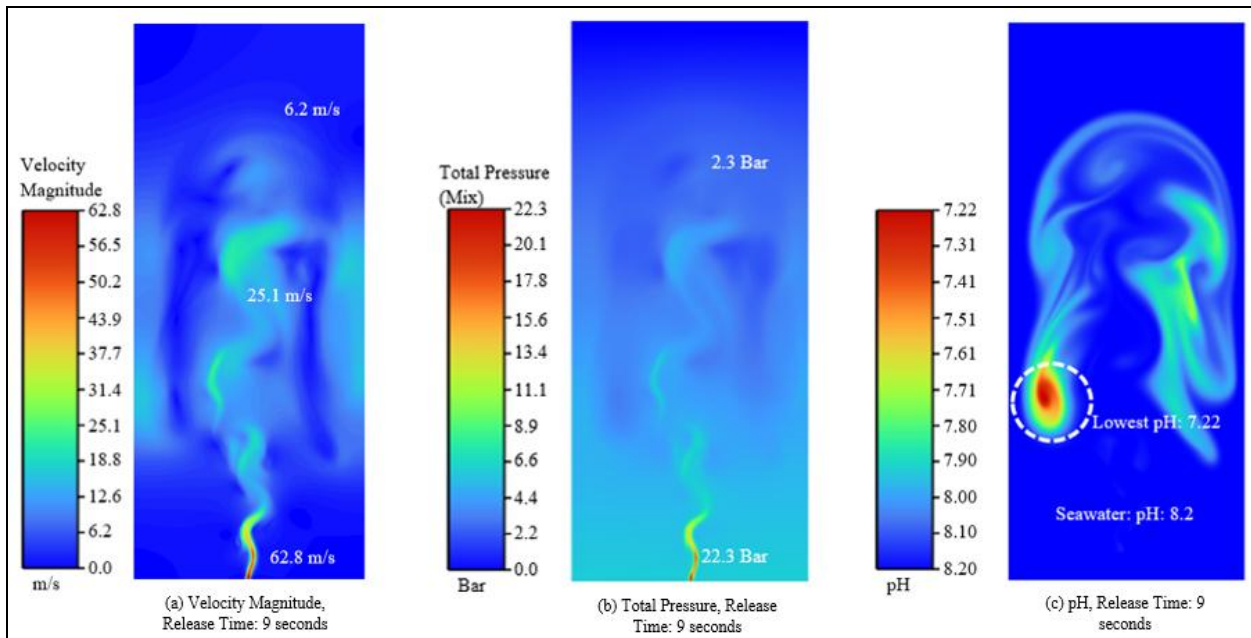 Velocity
Magnitude
62.8
56.5
50.2
43.9
37.7
31.4
25.1
18.8
12.6
6.2
0.0
m/s
6.2 m/s
25.1 m/s
62.8 m/s
(a) Velocity Magnitude,
Release Time: 9 seconds
Total Pressure
(Mix)
22.3
20.1
17.8
15.6
13.4
11.2
8.9
6.6
4.4
2.2
0.0
Bar
2.3 Bar
22.3 Bar
(b) Total Pressure, Release
Time: 9 seconds
7.22
7.31
7.41
7.51
7.61
7.71
7.80
7.90
8.00
8.10
8.20
pH
Lowest pH: 7.22
Seawater: pH: 8.2
(c) pH, Release Time: 9
seconds